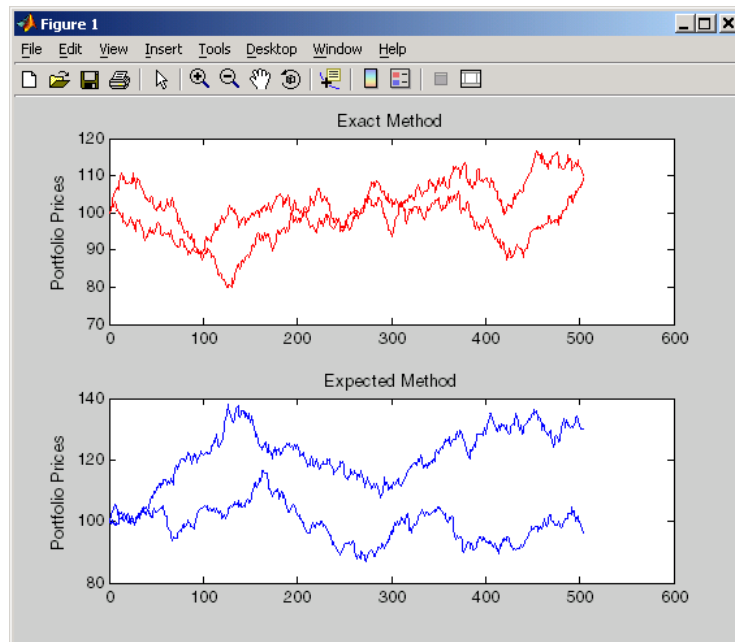 Figure 1
File Edit View Insert Tools Desktop Window Help
Exact Method
Portfolio Prices
120
110
100
90
80
70
0 100 200 300 400 500 600
Expected Method
Portfolio Prices
140
120
100
80
0 100 200 300 400 500 600